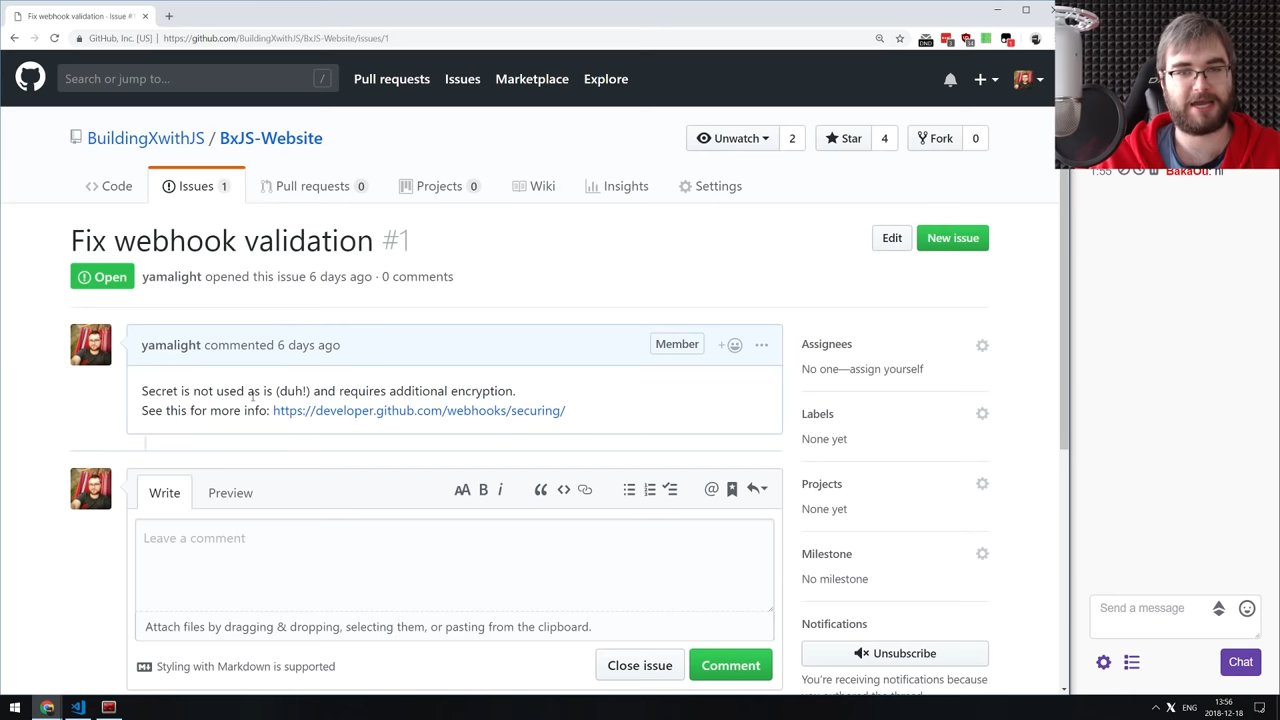 Fix webhook validation · Issue #1
GitHub, Inc. [US] | https://github.com/BuildingXwithJS/BxJS-Website/issues/1
DND
Search or jump to... /
Pull requests Issues Marketplace Explore
BuildingXwithJS / BxJS-Website
Unwatch 2 Star 4 Fork 0
Code Issues 1 Pull requests 0 Projects 0 Wiki Insights Settings
Fix webhook validation #1
Edit New issue
Open yamalight opened this issue 6 days ago · 0 comments
yamalight commented 6 days ago
Member
Secret is not used as is (duh!) and requires additional encryption.
See this for more info: https://developer.github.com/webhooks/securing/
Write Preview
AA B i
Leave a comment
Attach files by dragging & dropping, selecting them, or pasting from the clipboard.
Styling with Markdown is supported
Close issue Comment
Assignees
No one—assign yourself
Labels
None yet
Projects
None yet
Milestone
No milestone
Notifications
Unsubscribe
You're receiving notifications because
1:55 BakaOu: hi
Send a message
Chat
ENG
13:56
2018-12-18